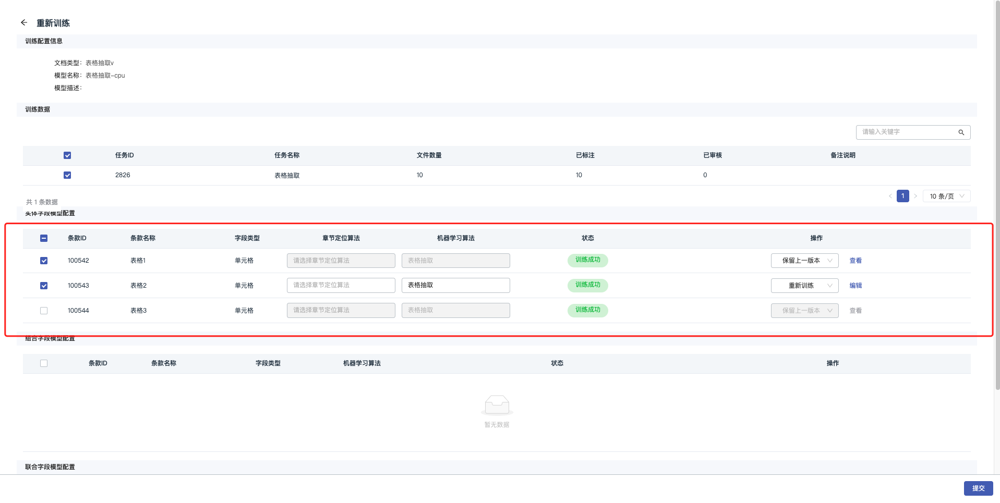 重新训练
训练配置信息
文档类型： 表格抽取v
模型名称： 表格抽取-cpu
模型描述：
训练数据
请输入关键字
任务ID 任务名称 文件数量 已标注 已审核 备注说明
2826 表格抽取 10 10 0
共 1 条数据
< 1 > 10 条/页
实体字段模型配置
条款ID 条款名称 字段类型 章节定位算法 机器学习算法 状态 操作
100542 表格1 单元格 请选择章节定位算法 表格抽取 训练成功 保留上一版本 查看
100543 表格2 单元格 请选择章节定位算法 表格抽取 训练成功 重新训练 编辑
100544 表格3 单元格 请选择章节定位算法 表格抽取 训练成功 保留上一版本 查看
组合字段模型配置
条款ID 条款名称 字段类型 机器学习算法 状态 操作
暂无数据
联合字段模型配置
提交